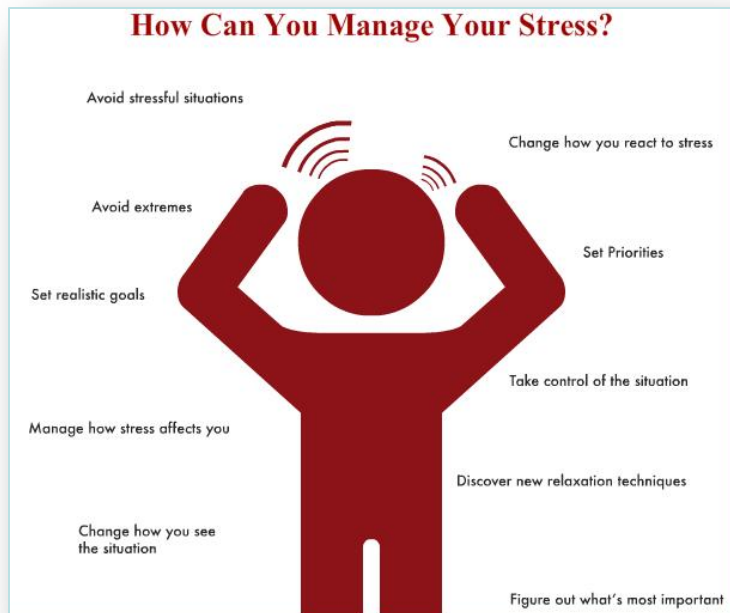 How Can You Manage Your Stress?
Avoid stressful situations
Change how you react to stress
Avoid extremes
Set Priorities
Set realistic goals
Take control of the situation
Manage how stress affects you
Discover new relaxation techniques
Change how you see
the situation
Figure out what's most important